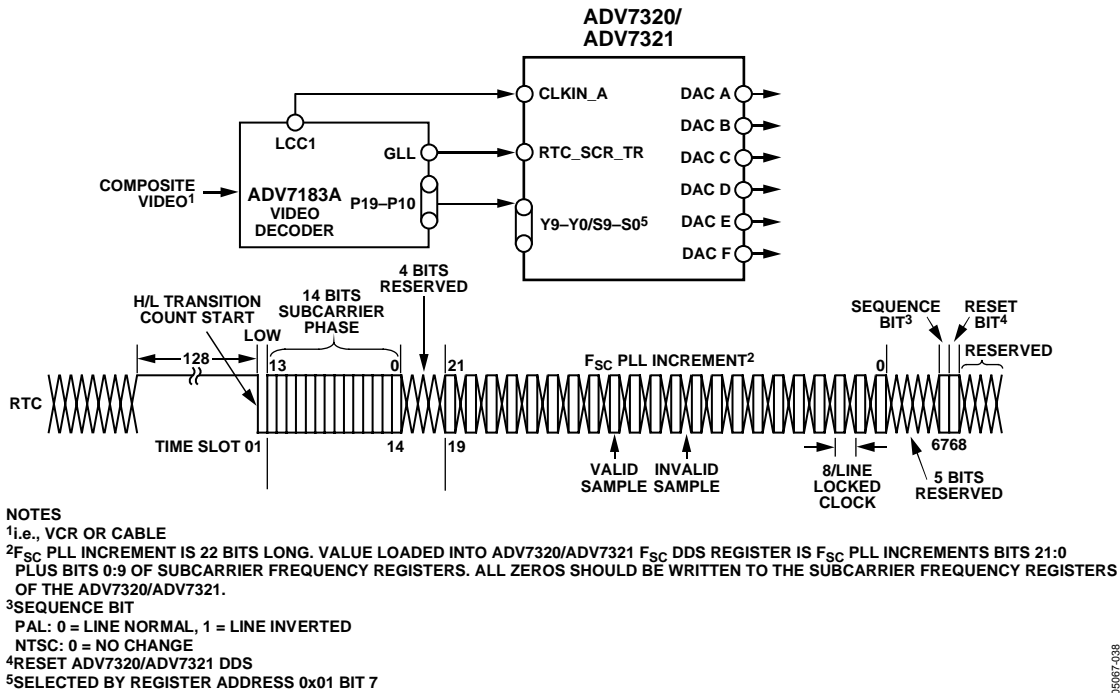 ADV7320/
ADV7321
CLKIN_A
DAC A
LCC1
DAC B
GLL
RTC_SCR_TR
DAC C
COMPOSITE
VIDEO1
ADV7183A
VIDEO
DECODER
P19–P10
DAC D
Y9–Y0/S9–S05
DAC E
DAC F
H/L TRANSITION
COUNT START
LOW
14 BITS
SUBCARRIER
PHASE
4 BITS
RESERVED
SEQUENCE
BIT3
RESET
BIT4
128
13
0
21
FSC PLL INCREMENT2
0
RESERVED
RTC
TIME SLOT 01
14
19
6768
VALID
SAMPLE
INVALID
SAMPLE
8/LINE
LOCKED
CLOCK
5 BITS
RESERVED
NOTES
1i.e., VCR OR CABLE
2FSC PLL INCREMENT IS 22 BITS LONG. VALUE LOADED INTO ADV7320/ADV7321 FSC DDS REGISTER IS FSC PLL INCREMENTS BITS 21:0
PLUS BITS 0:9 OF SUBCARRIER FREQUENCY REGISTERS. ALL ZEROS SHOULD BE WRITTEN TO THE SUBCARRIER FREQUENCY REGISTERS
OF THE ADV7320/ADV7321.
3SEQUENCE BIT
PAL: 0 = LINE NORMAL, 1 = LINE INVERTED
NTSC: 0 = NO CHANGE
4RESET ADV7320/ADV7321 DDS
5SELECTED BY REGISTER ADDRESS 0x01 BIT 7
05067-038